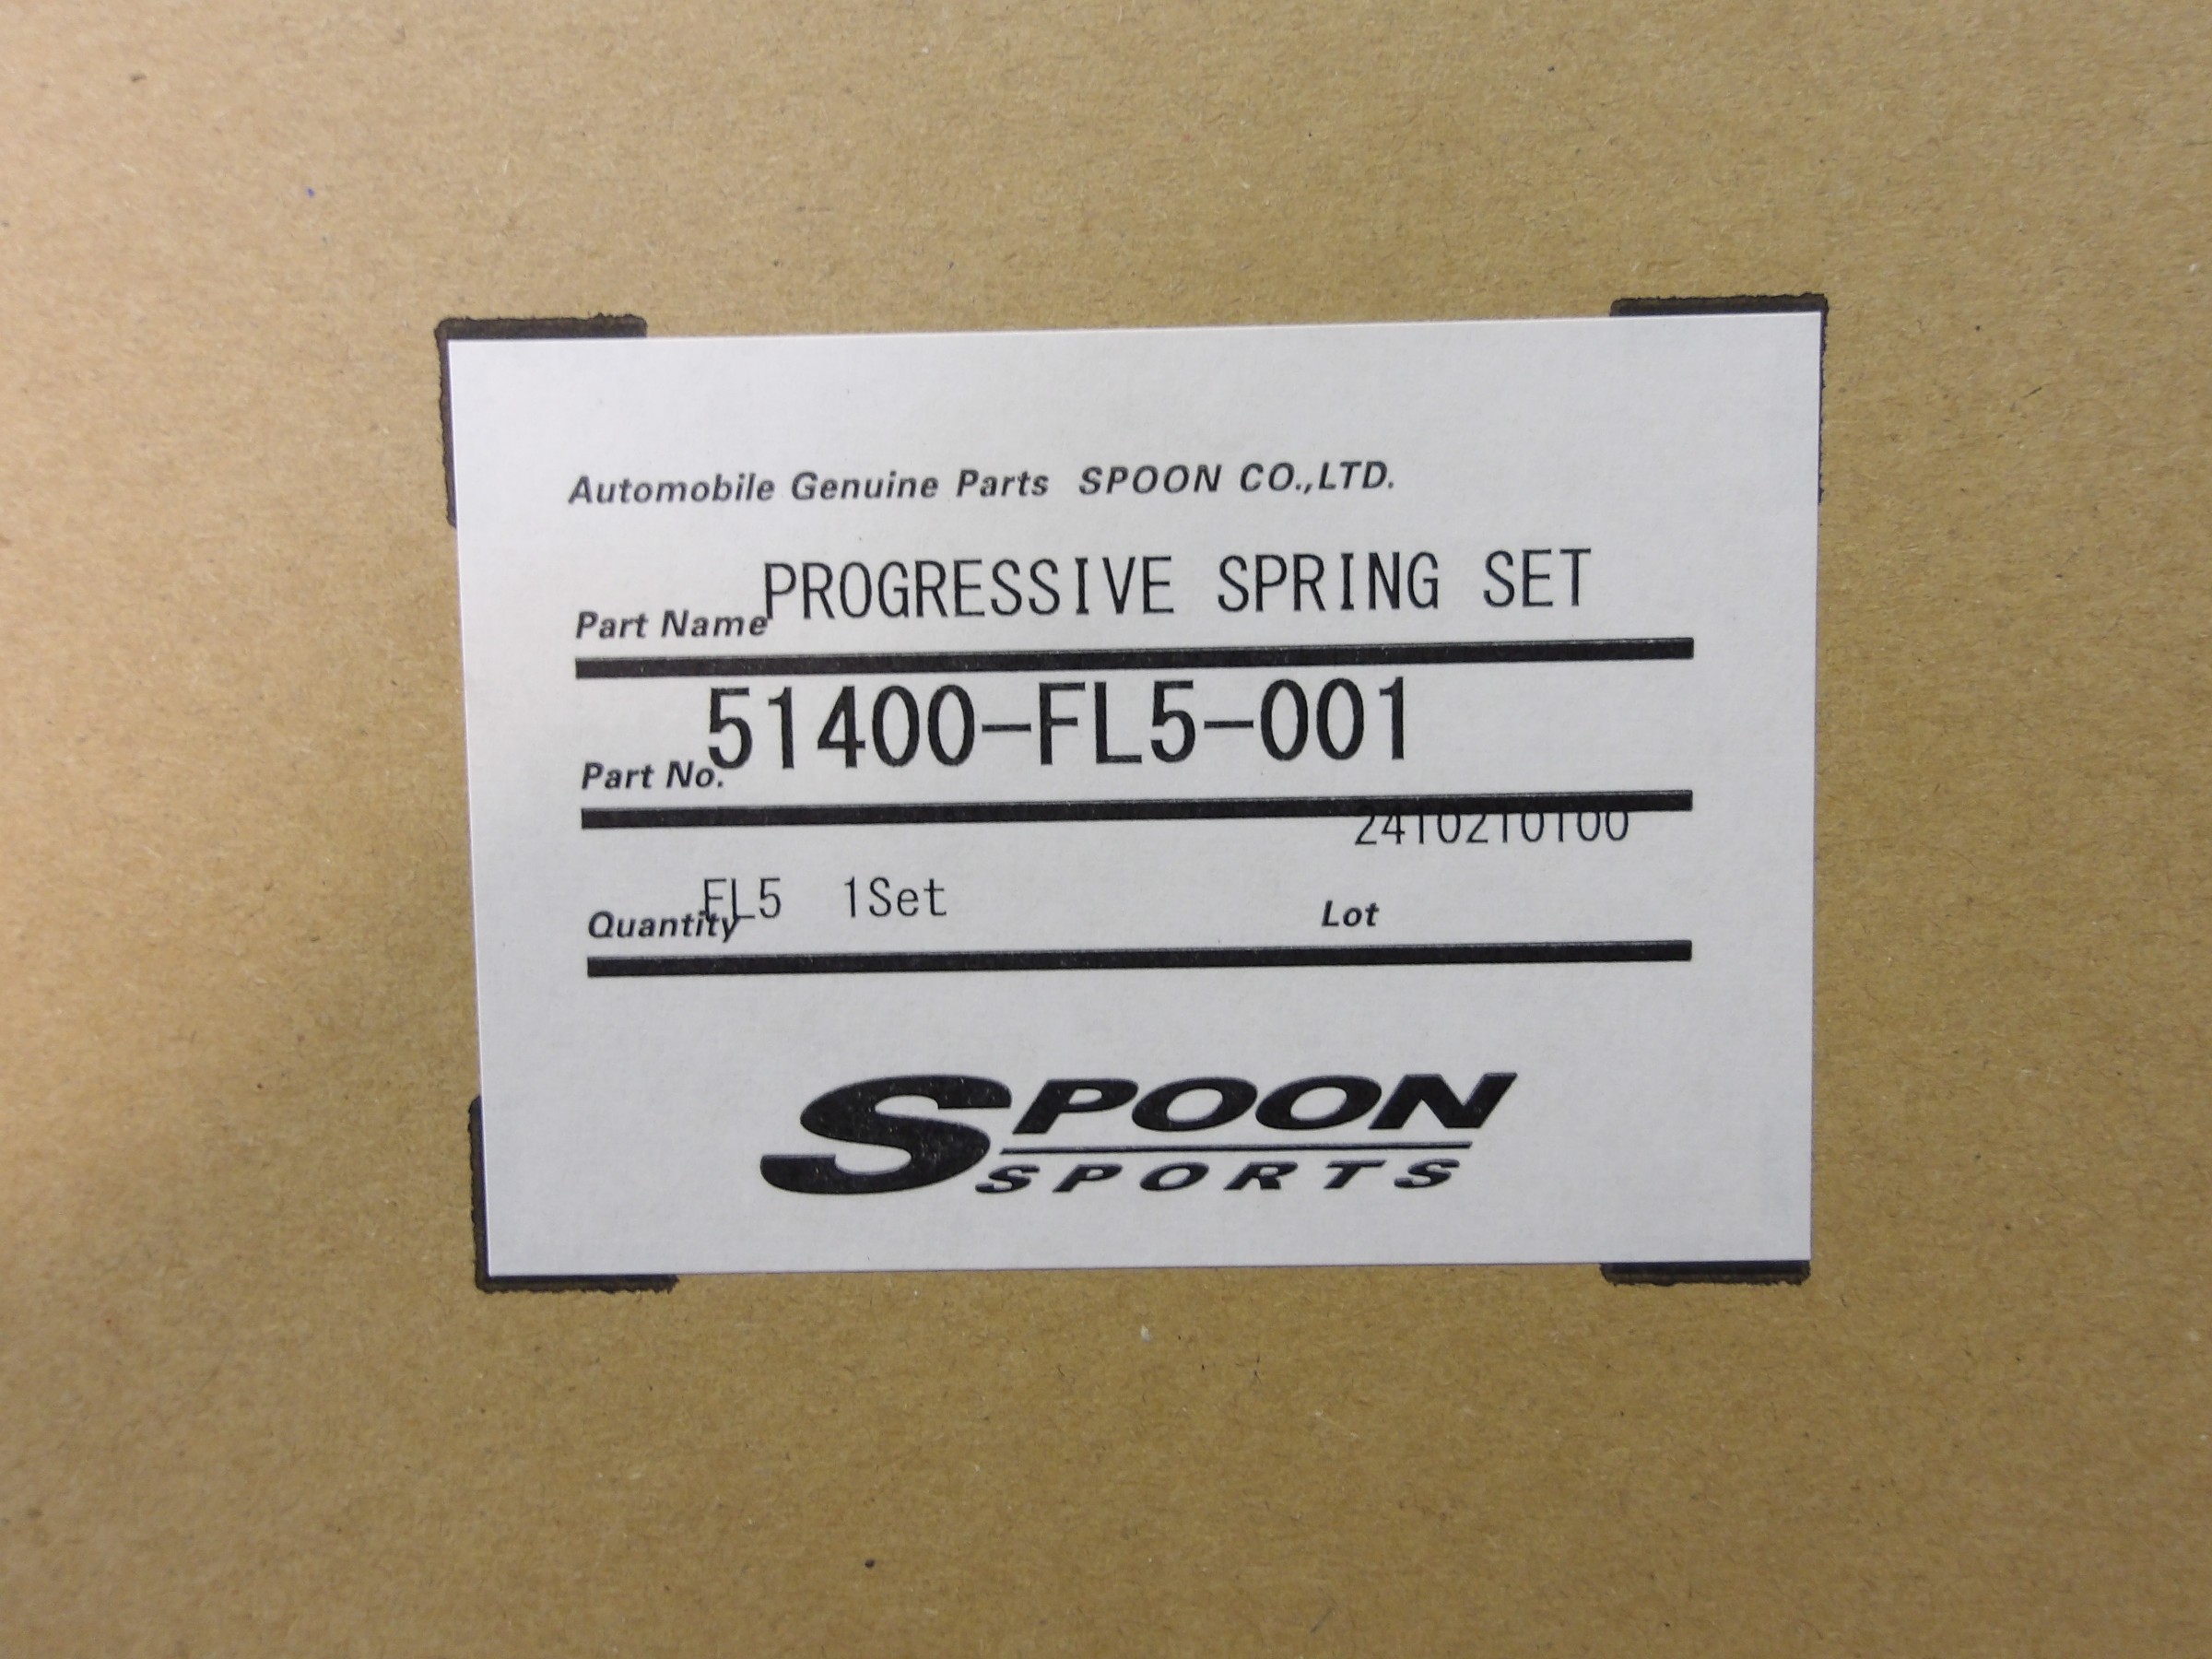 Automobile Genuine Parts SPOON CO.,LTD.
Part Name PROGRESSIVE SPRING SET
Part No. 51400-FL5-001
2410210100
Quantity FL5 1Set Lot
SPOON
SPORTS